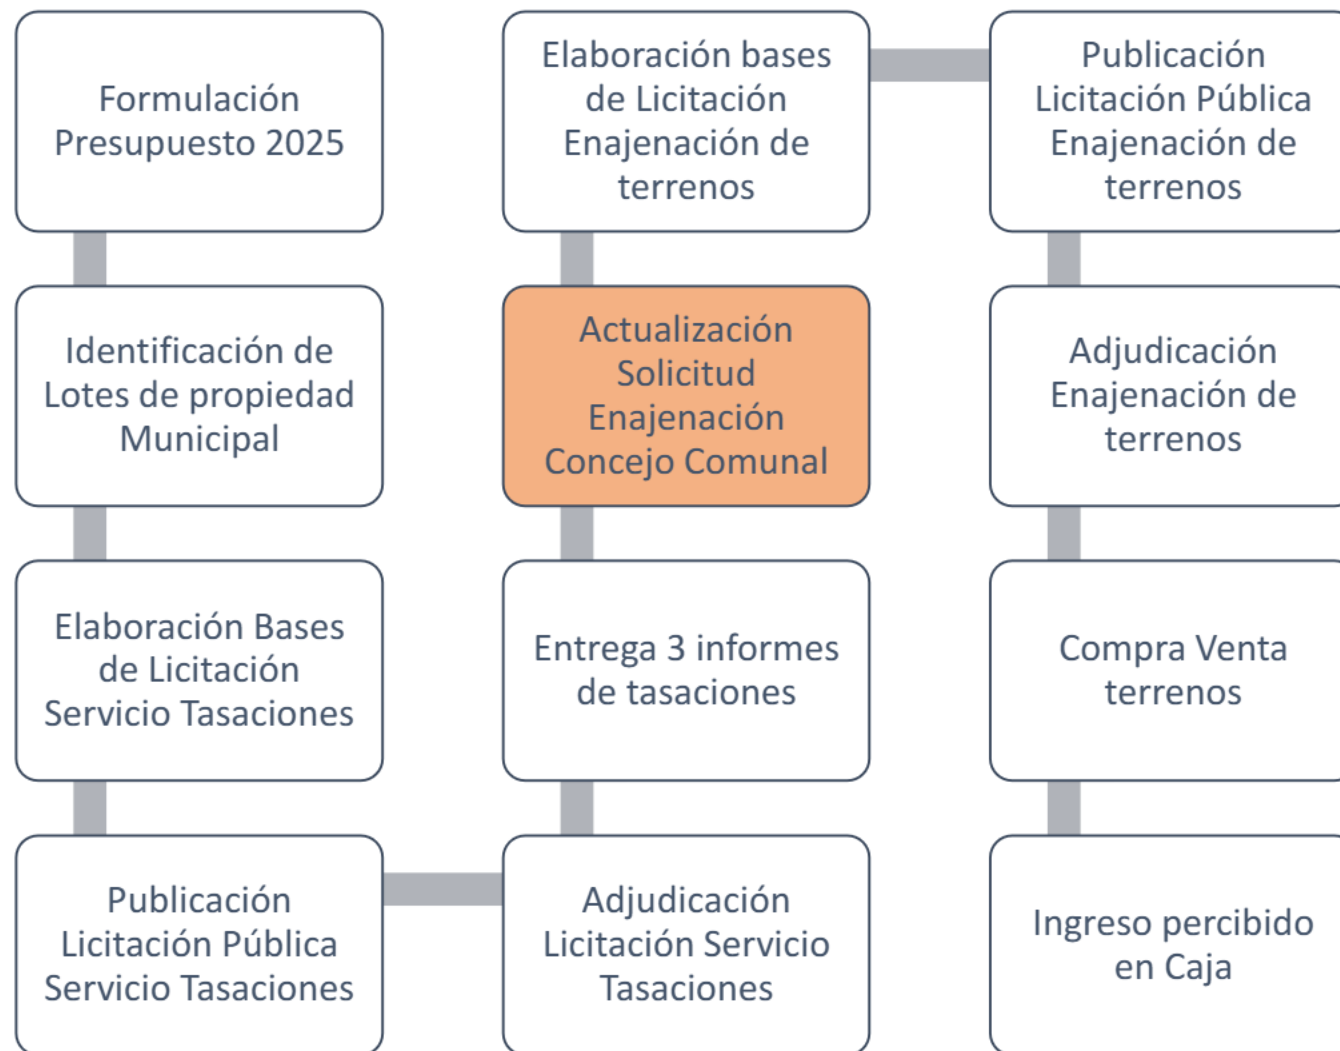 Formulación
Presupuesto 2025
Identificación de
Lotes de propiedad
Municipal
Elaboración Bases
de Licitación
Servicio Tasaciones
Publicación
Licitación Pública
Servicio Tasaciones
Adjudicación
Licitación Servicio
Tasaciones
Entrega 3 informes
de tasaciones
Actualización
Solicitud
Enajenación
Concejo Comunal
Elaboración bases
de Licitación
Enajenación de
terrenos
Publicación
Licitación Pública
Enajenación de
terrenos
Adjudicación
Enajenación de
terrenos
Compra Venta
terrenos
Ingreso percibido
en Caja